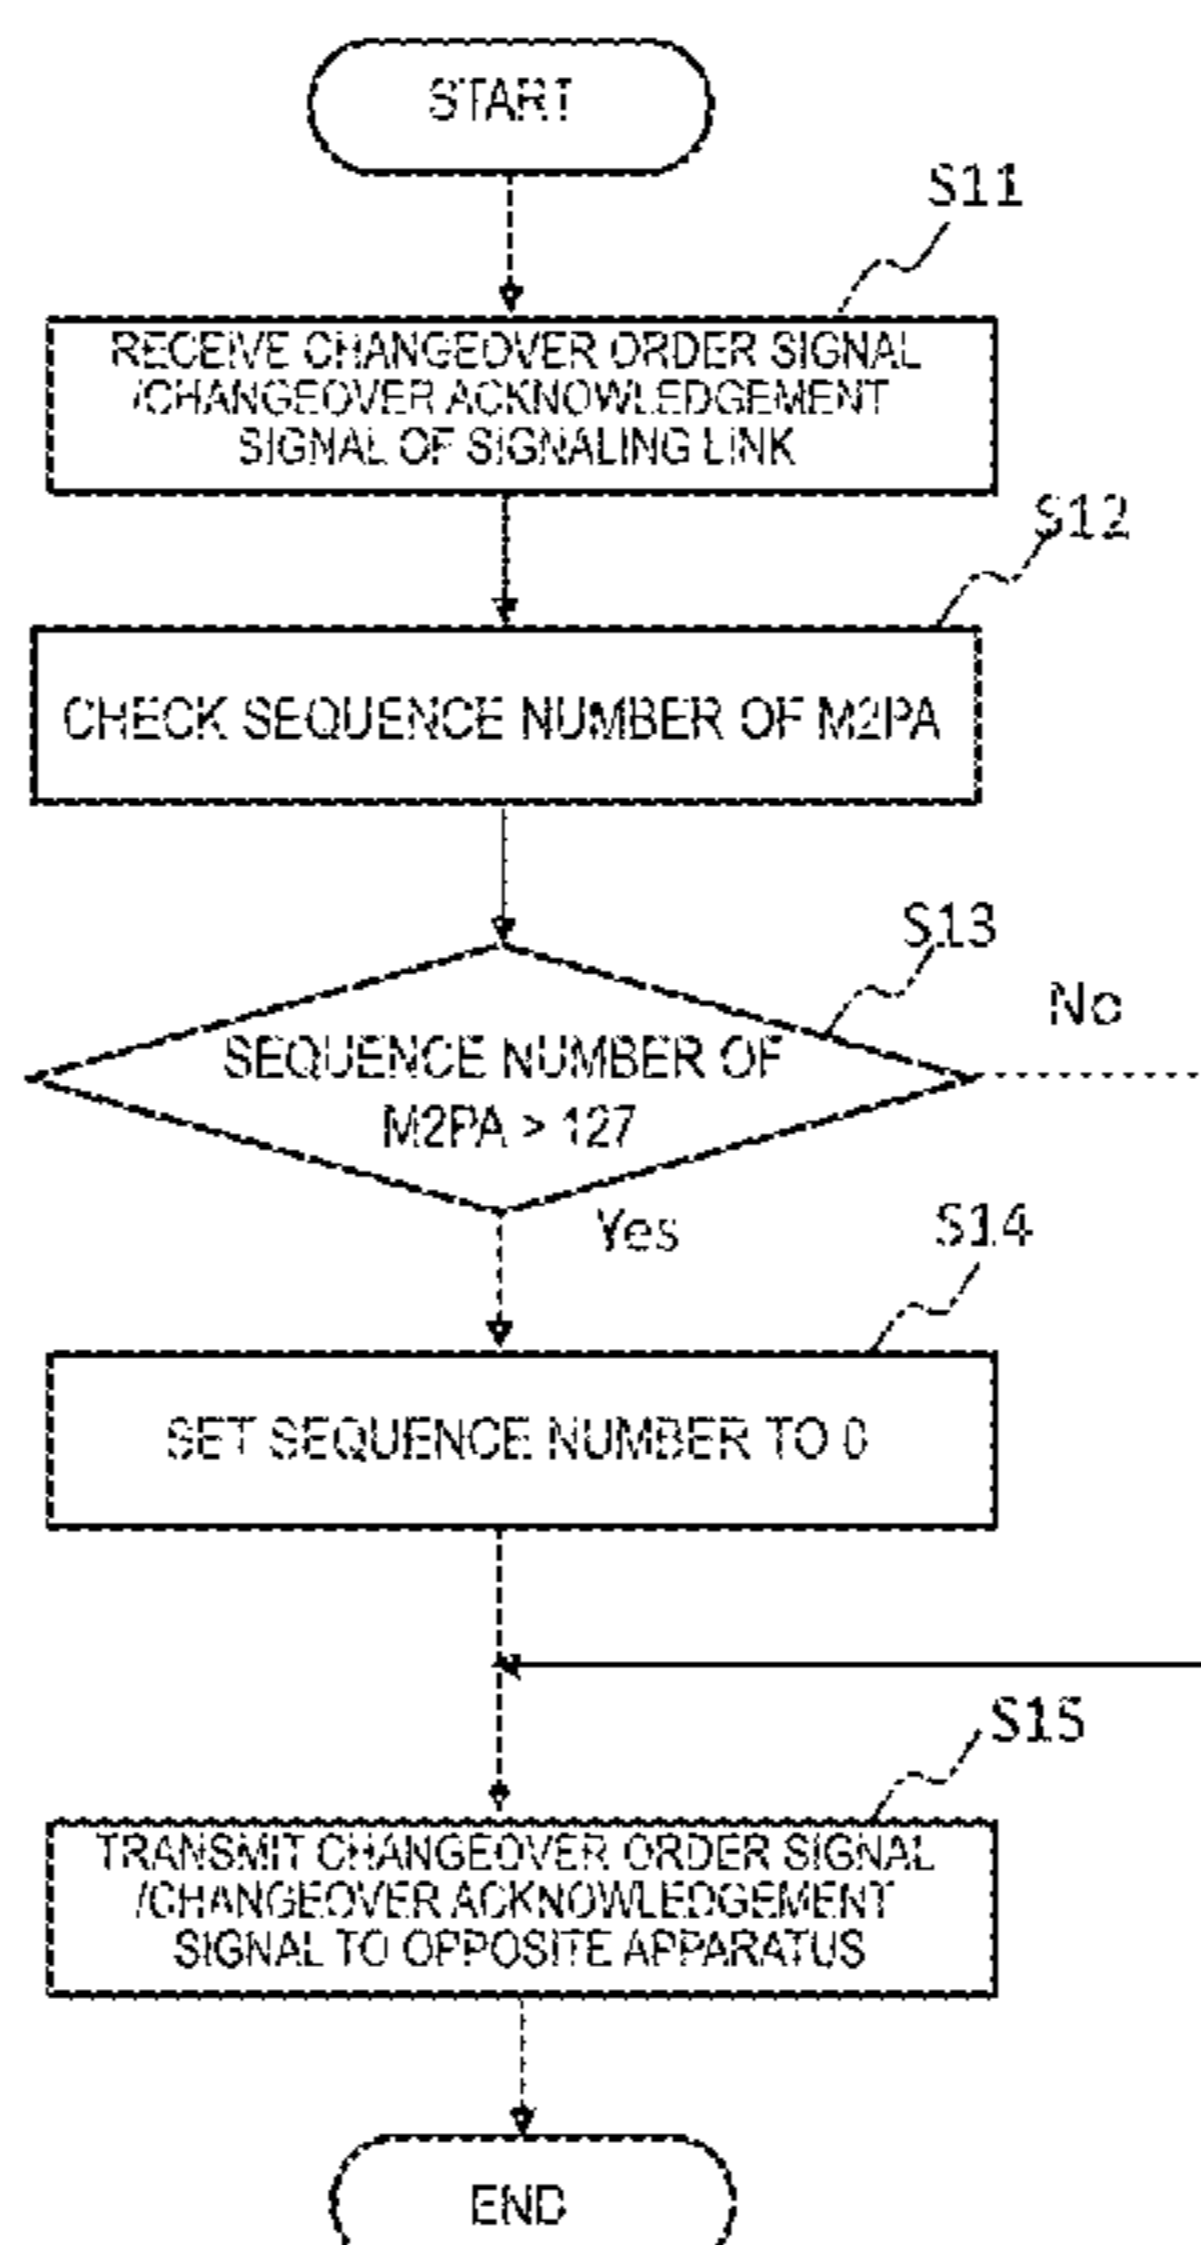 START
S11
RECEIVE CHANGEOVER ORDER SIGNAL
/CHANGEOVER ACKNOWLEDGEMENT
SIGNAL OF SIGNALING LINK
S12
CHECK SEQUENCE NUMBER OF M2PA
S13
No
SEQUENCE NUMBER OF
M2PA > 127
Yes
S14
SET SEQUENCE NUMBER TO 0
S15
TRANSMIT CHANGEOVER ORDER SIGNAL
/CHANGEOVER ACKNOWLEDGEMENT
SIGNAL TO OPPOSITE APPARATUS
END